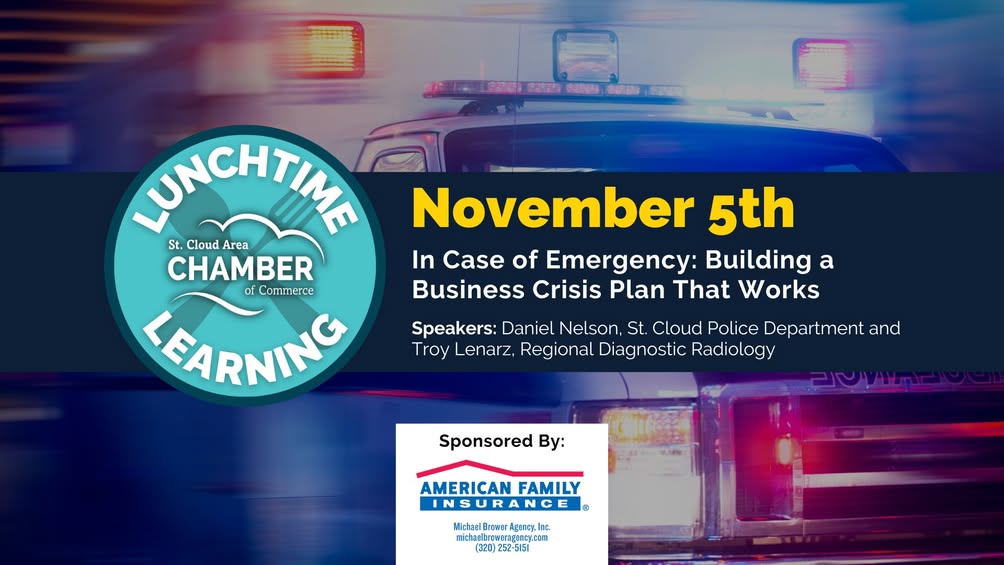 LUNCHTIME
St. Cloud Area
CHAMBER
of Commerce
LEARNING
November 5th
In Case of Emergency: Building a
Business Crisis Plan That Works
Speakers: Daniel Nelson, St. Cloud Police Department and
Troy Lenarz, Regional Diagnostic Radiology
Sponsored By:
AMERICAN FAMILY
INSURANCE ®
Michael Brower Agency, Inc.
michaelbroweragency.com
(320) 252-5151